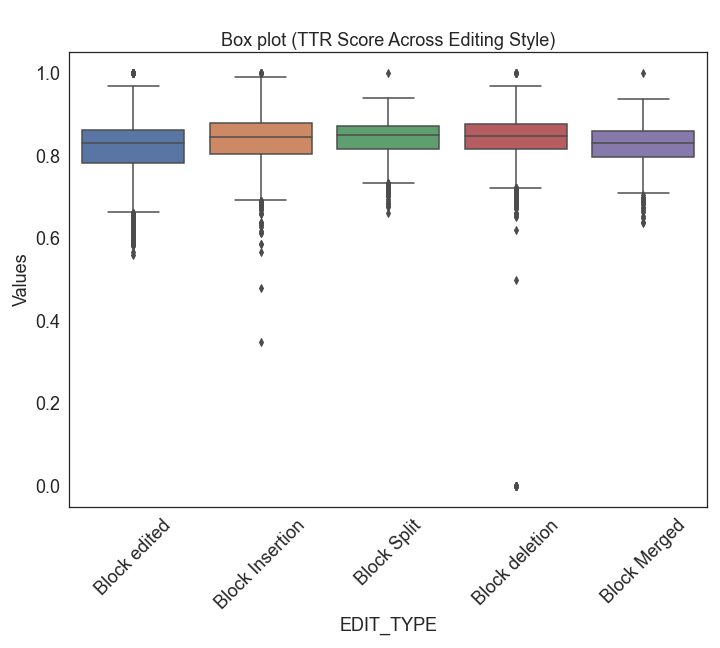 Box plot (TTR Score Across Editing Style)
1.0
0.8
0.6
0.4
0.2
0.0
Values
Block edited
Block Insertion
Block Split
Block deletion
Block Merged
EDIT_TYPE